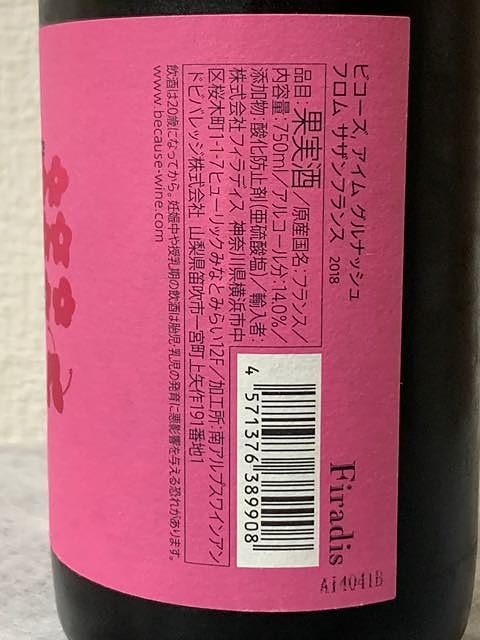 ビコーズ, アイム グルナッシュ
フロム サザンフランス 2018
品目:果実酒／原産国名:フランス／
内容量:750ml／アルコール分:14.0%／
添加物:酸化防止剤(亜硫酸塩)／輸入者:
株式会社フィラディス 神奈川県横浜市中
区桜木町1-1-7ヒューリックみなとみらい12F／加工所:南アルプスワインアン
ドビバレッジ株式会社 山梨県笛吹市一宮町上矢作191番地1
飲酒は20歳になってから。妊娠中や授乳期の飲酒は胎児・乳児の発育に悪影響を与える恐れがあります。
www.because-wine.com
4 571376 389908
Firadis
A14041B